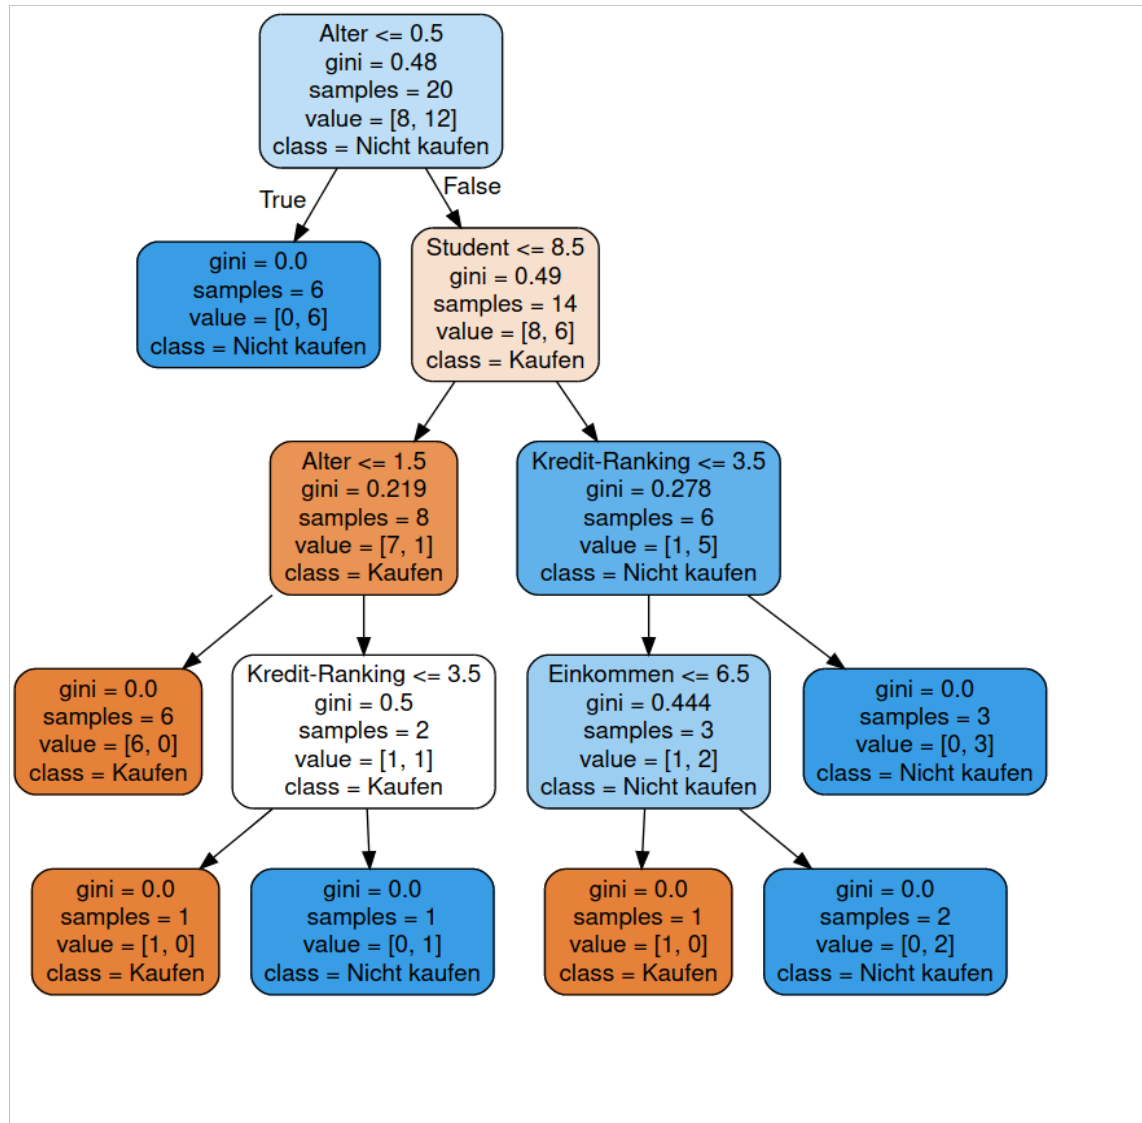 Alter <= 0.5
gini = 0.48
samples = 20
value = [8, 12]
class = Nicht kaufen
True
False
gini = 0.0
samples = 6
value = [0, 6]
class = Nicht kaufen
Student <= 8.5
gini = 0.49
samples = 14
value = [8, 6]
class = Kaufen
Alter <= 1.5
gini = 0.219
samples = 8
value = [7, 1]
class = Kaufen
Kredit-Ranking <= 3.5
gini = 0.278
samples = 6
value = [1, 5]
class = Nicht kaufen
gini = 0.0
samples = 6
value = [6, 0]
class = Kaufen
Kredit-Ranking <= 3.5
gini = 0.5
samples = 2
value = [1, 1]
class = Kaufen
Einkommen <= 6.5
gini = 0.444
samples = 3
value = [1, 2]
class = Nicht kaufen
gini = 0.0
samples = 3
value = [0, 3]
class = Nicht kaufen
gini = 0.0
samples = 1
value = [1, 0]
class = Kaufen
gini = 0.0
samples = 1
value = [0, 1]
class = Nicht kaufen
gini = 0.0
samples = 1
value = [1, 0]
class = Kaufen
gini = 0.0
samples = 2
value = [0, 2]
class = Nicht kaufen